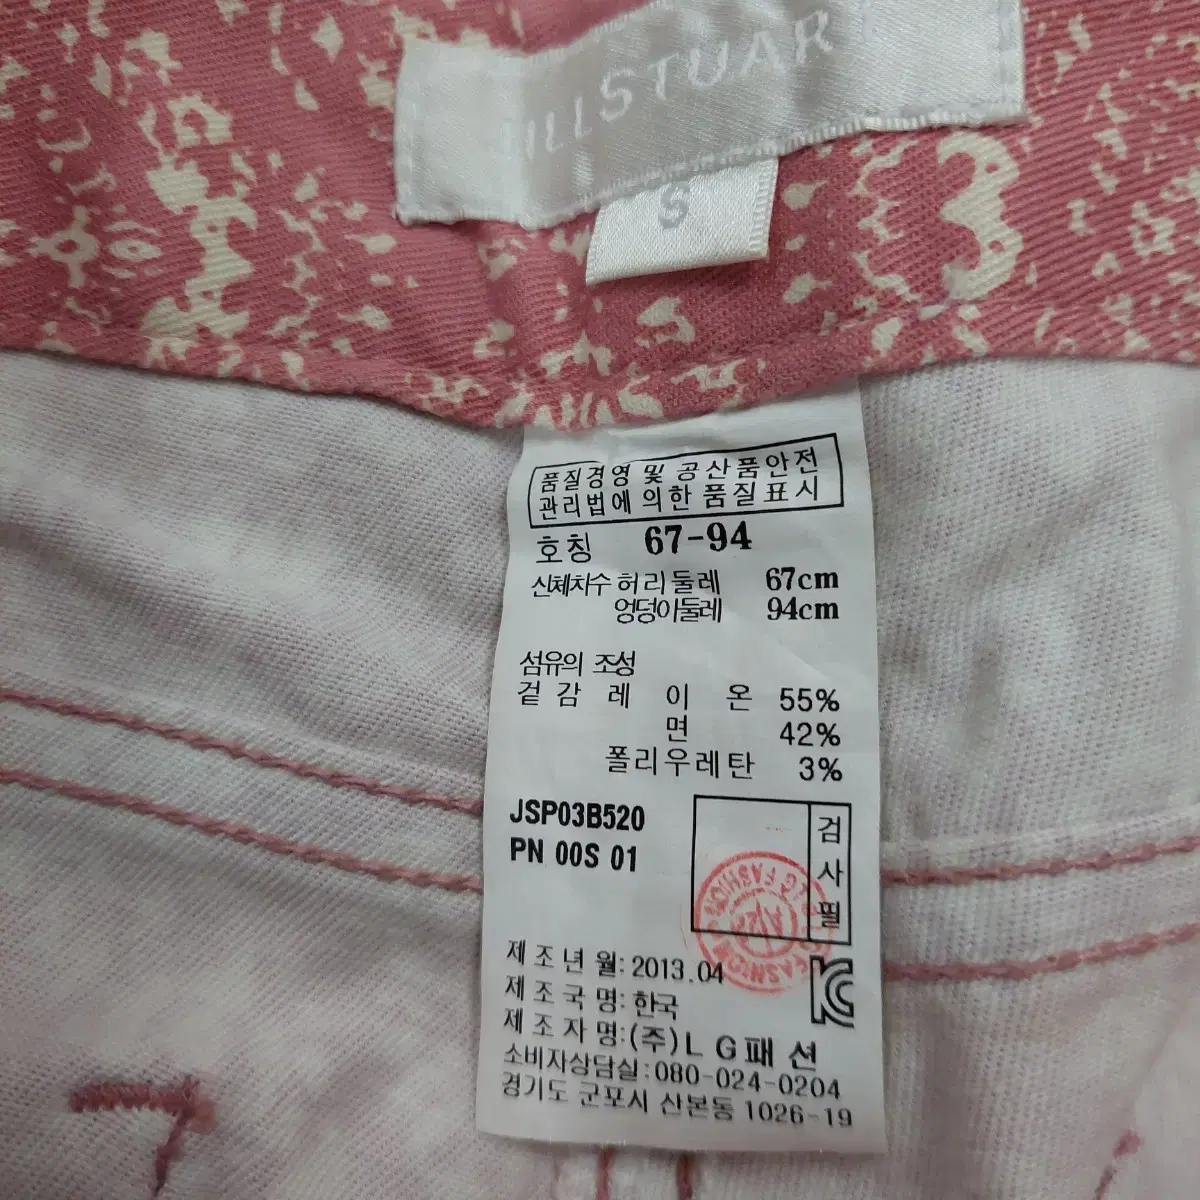 JILLSTUAR
S
품질경영 및 공산품안전
관리법에 의한 품질표시
호칭 67-94
신체치수 허리둘레 67cm
엉덩이둘레 94cm
섬유의 조성
겉감 레이온 55%
면 42%
폴리우레탄 3%
JSP03B520
PN 00S 01
검사필
LG FASHION
제조년월: 2013.04
제조국명: 한국
제조자명: (주)LG패션
소비자상담실: 080-024-0204
경기도 군포시 산본동 1026-19